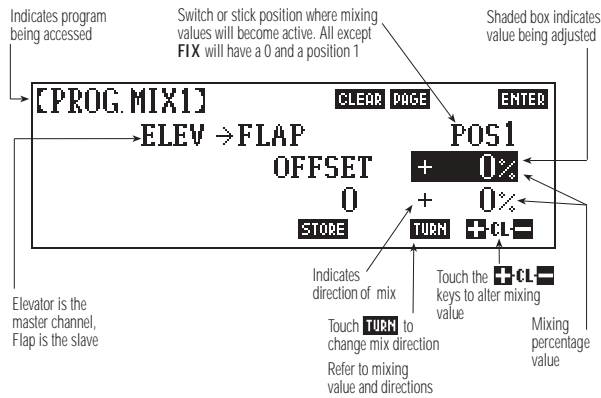 Indicates program
being accessed
Switch or stick position where mixing
values will become active. All except
FIX will have a 0 and a position 1
Shaded box indicates
value being adjusted
[PROG. MIX1]
CLEAR PAGE ENTER
ELEV →FLAP POS1
OFFSET + 0%
0 + 0%
STORE TURN +CL-
Elevator is the
master channel,
Flap is the slave
Indicates
direction of mix
Touch TURN to
change mix direction
Refer to mixing
value and directions
Touch the +CL-
keys to alter mixing
value
Mixing
percentage
value